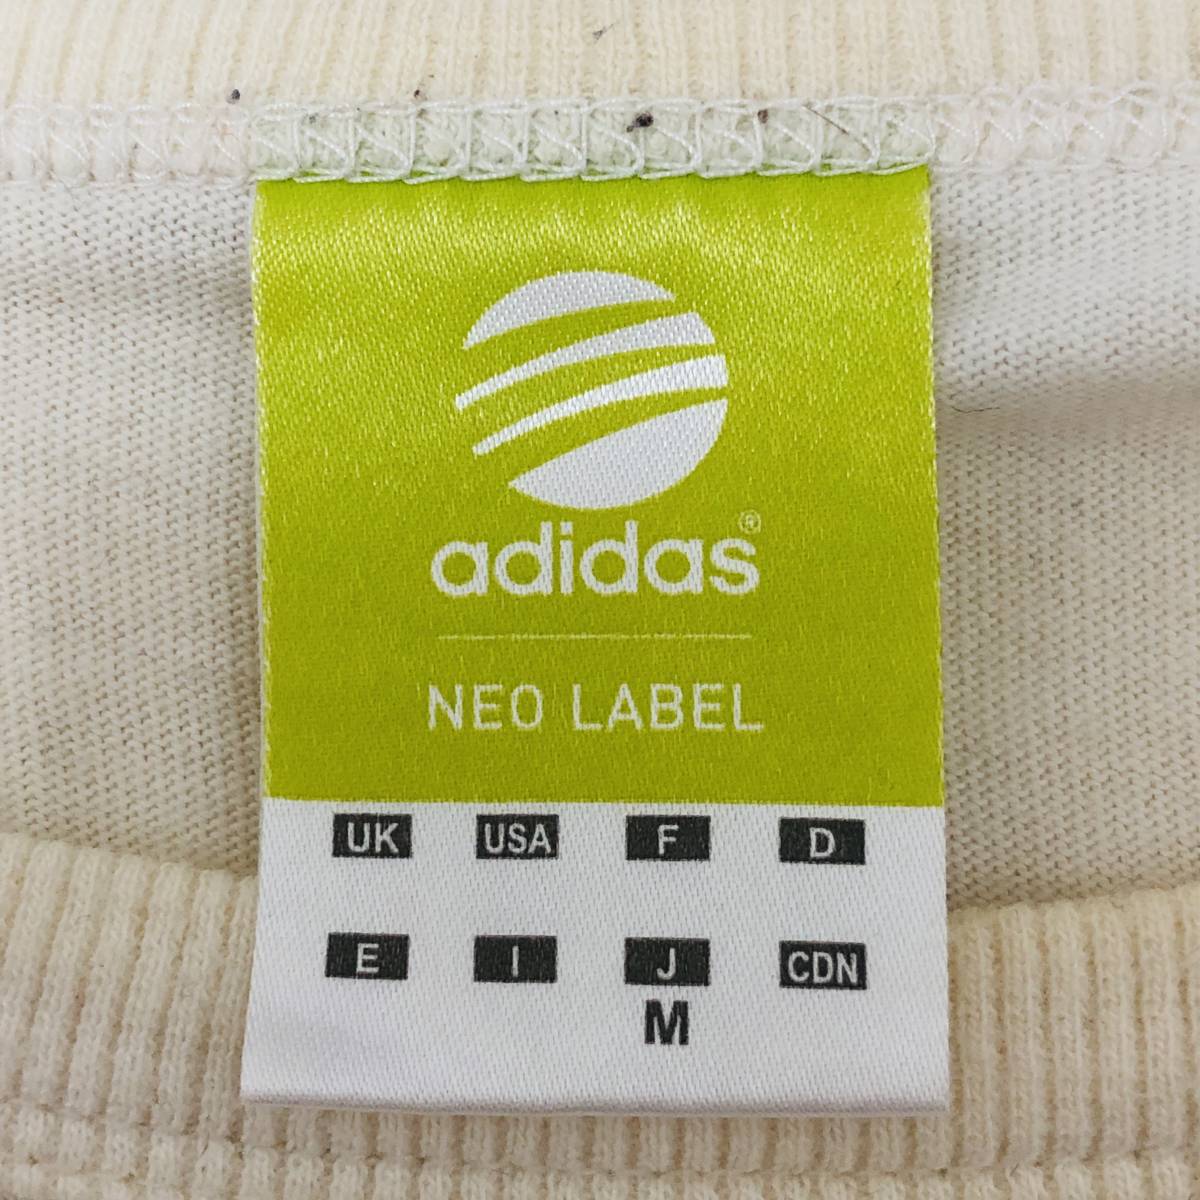 adidas®
NEO LABEL
UK USA F D
E I J CDN
M